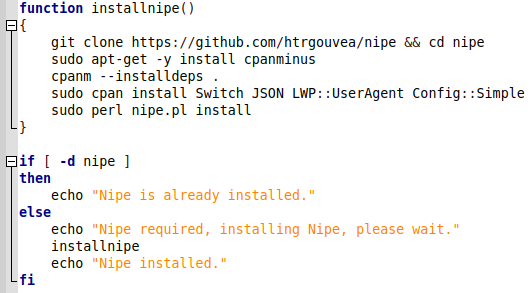 function installnipe()
{
git clone https://github.com/htrgouvea/nipe && cd nipe
sudo apt-get -y install cpanminus
cpanm --installdeps .
sudo cpan install Switch JSON LWP::UserAgent Config::Simple
sudo perl nipe.pl install
}
if [ -d nipe ]
then
echo "Nipe is already installed."
else
echo "Nipe required, installing Nipe, please wait."
installnipe
echo "Nipe installed."
fi